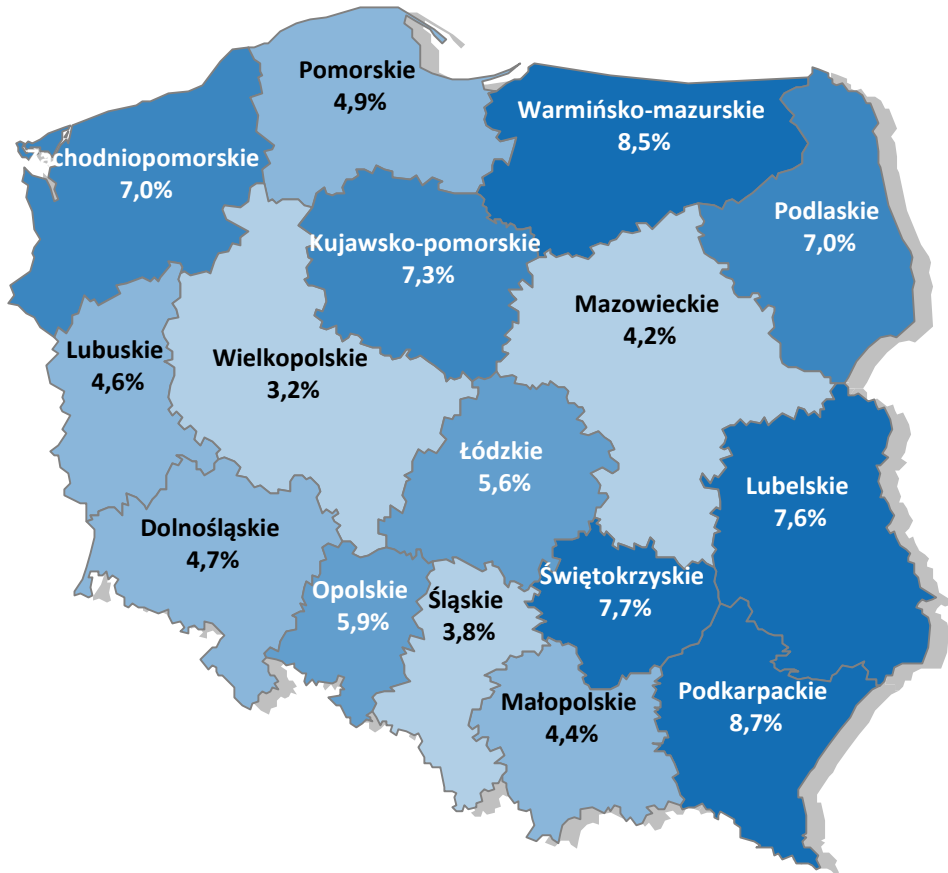 Pomorskie
4,9%
Warmińsko-mazurskie
8,5%
Zachodniopomorskie
7,0%
Podlaskie
7,0%
Kujawsko-pomorskie
7,3%
Mazowieckie
4,2%
Lubuskie
4,6%
Wielkopolskie
3,2%
Łódzkie
5,6%
Lubelskie
7,6%
Dolnośląskie
4,7%
Opolskie
5,9%
Śląskie
3,8%
Świętokrzyskie
7,7%
Małopolskie
4,4%
Podkarpackie
8,7%